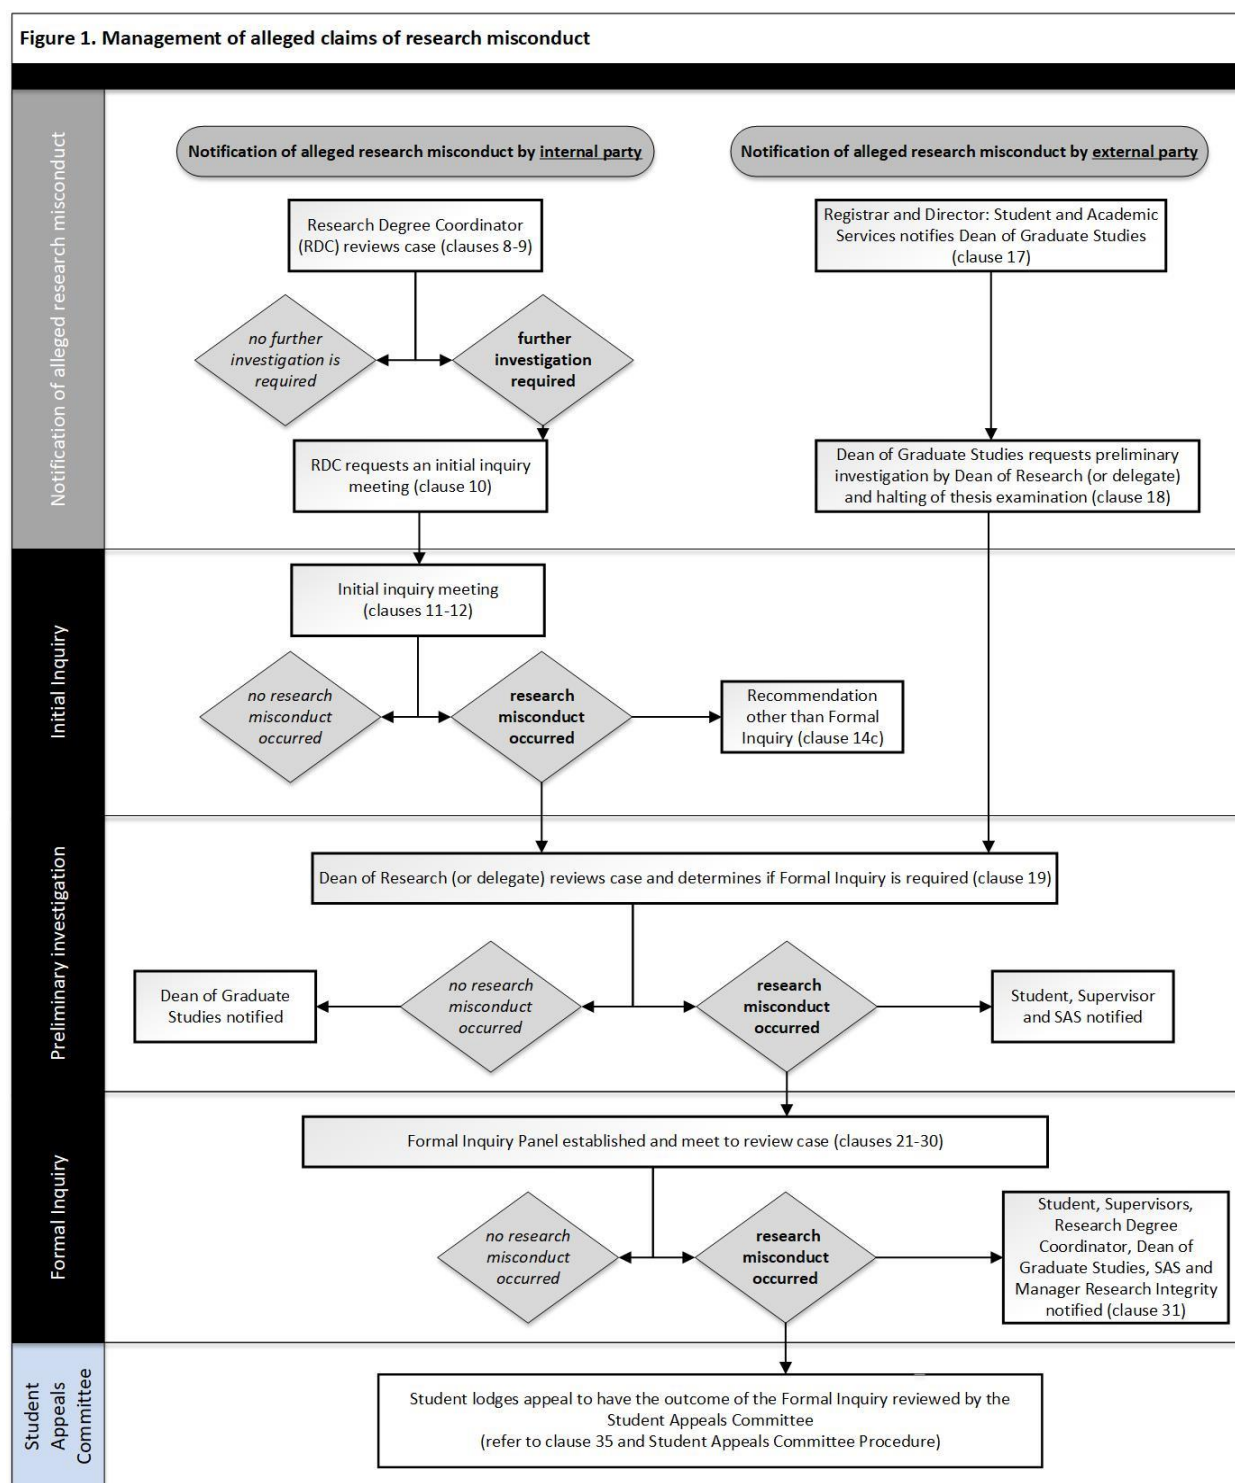 Figure 1. Management of alleged claims of research misconduct
Notification of alleged research misconduct
Notification of alleged research misconduct by internal party
Notification of alleged research misconduct by external party
Research Degree Coordinator
(RDC) reviews case (clauses 8-9)
Registrar and Director: Student and Academic
Services notifies Dean of Graduate Studies
(clause 17)
no further
investigation is
required
further
investigation
required
RDC requests an initial inquiry
meeting (clause 10)
Dean of Graduate Studies requests preliminary
investigation by Dean of Research (or delegate)
and halting of thesis examination (clause 18)
Initial Inquiry
Initial inquiry meeting
(clauses 11-12)
no research
misconduct
occurred
research
misconduct
occurred
Recommendation
other than Formal
Inquiry (clause 14c)
Preliminary investigation
Dean of Research (or delegate) reviews case and determines if Formal Inquiry is required (clause 19)
Dean of Graduate
Studies notified
no research
misconduct
occurred
research
misconduct
occurred
Student, Supervisor
and SAS notified
Formal Inquiry
Formal Inquiry Panel established and meet to review case (clauses 21-30)
no research
misconduct
occurred
research
misconduct
occurred
Student, Supervisors,
Research Degree
Coordinator, Dean of
Graduate Studies, SAS and
Manager Research Integrity
notified (clause 31)
Student
Appeals
Committee
Student lodges appeal to have the outcome of the Formal Inquiry reviewed by the
Student Appeals Committee
(refer to clause 35 and Student Appeals Committee Procedure)